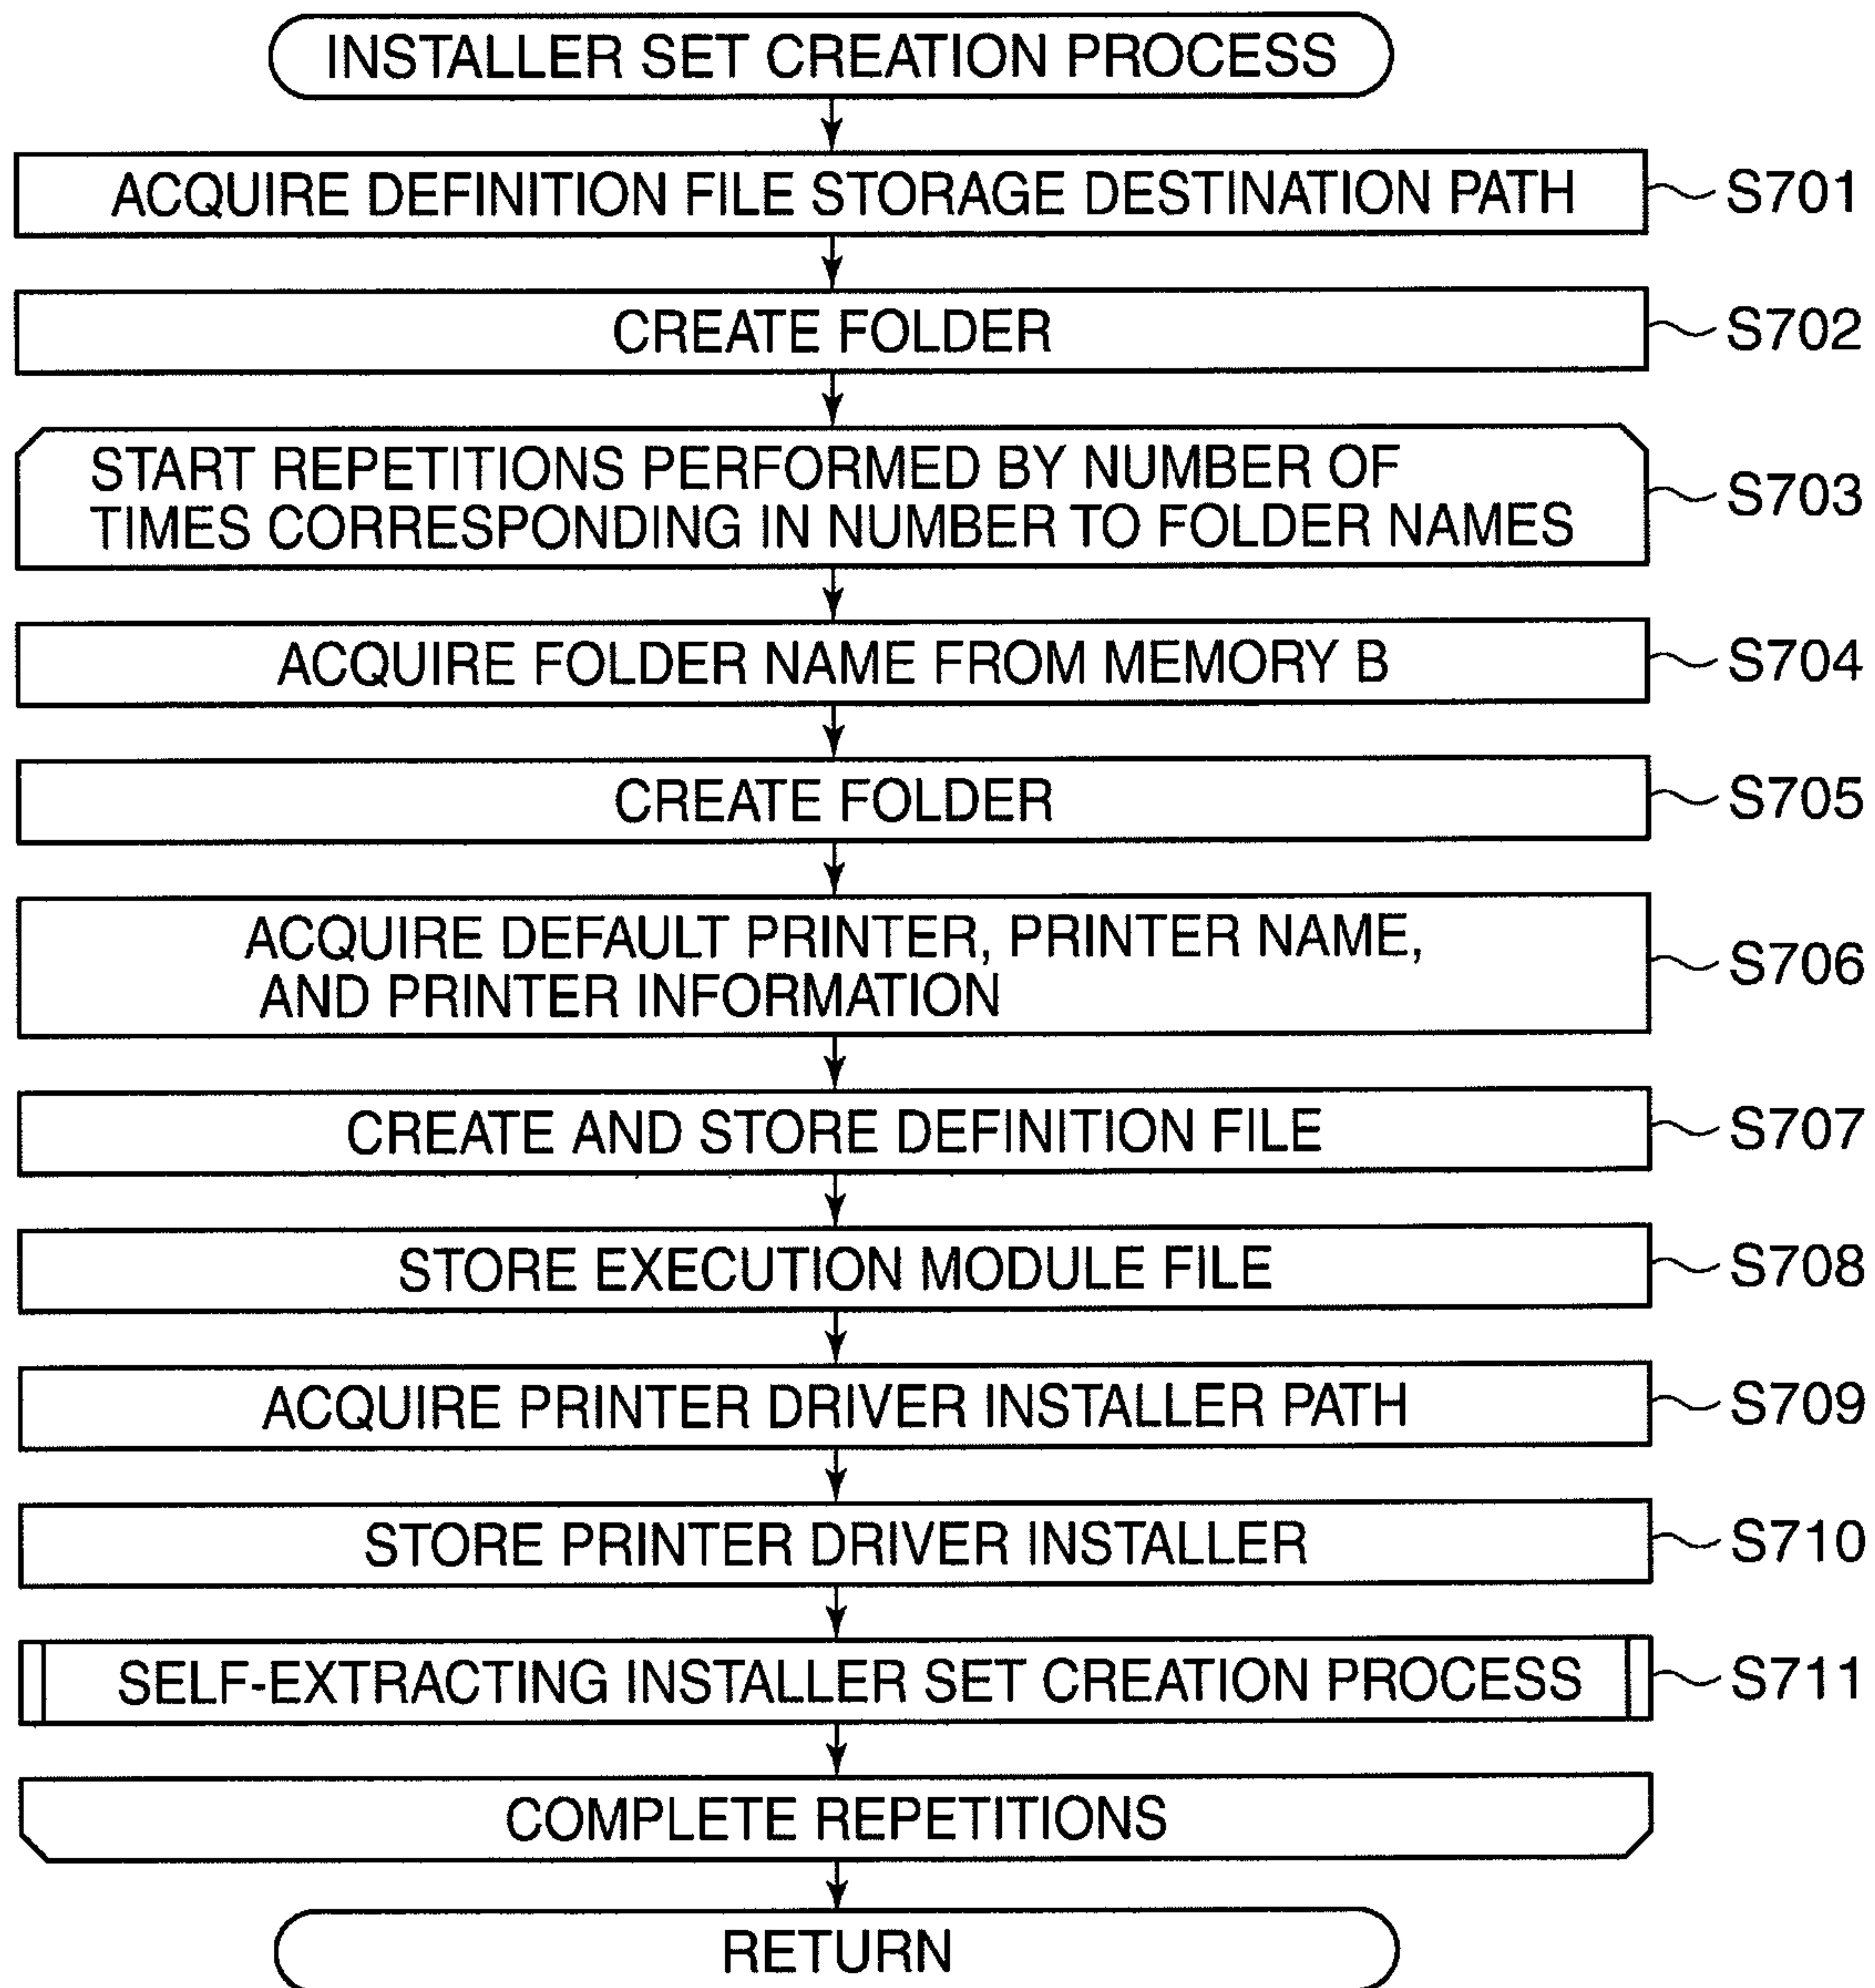 INSTALLER SET CREATION PROCESS
ACQUIRE DEFINITION FILE STORAGE DESTINATION PATH
S701
CREATE FOLDER
S702
START REPETITIONS PERFORMED BY NUMBER OF
TIMES CORRESPONDING IN NUMBER TO FOLDER NAMES
S703
ACQUIRE FOLDER NAME FROM MEMORY B
S704
CREATE FOLDER
S705
ACQUIRE DEFAULT PRINTER, PRINTER NAME,
AND PRINTER INFORMATION
S706
CREATE AND STORE DEFINITION FILE
S707
STORE EXECUTION MODULE FILE
S708
ACQUIRE PRINTER DRIVER INSTALLER PATH
S709
STORE PRINTER DRIVER INSTALLER
S710
SELF-EXTRACTING INSTALLER SET CREATION PROCESS
S711
COMPLETE REPETITIONS
RETURN